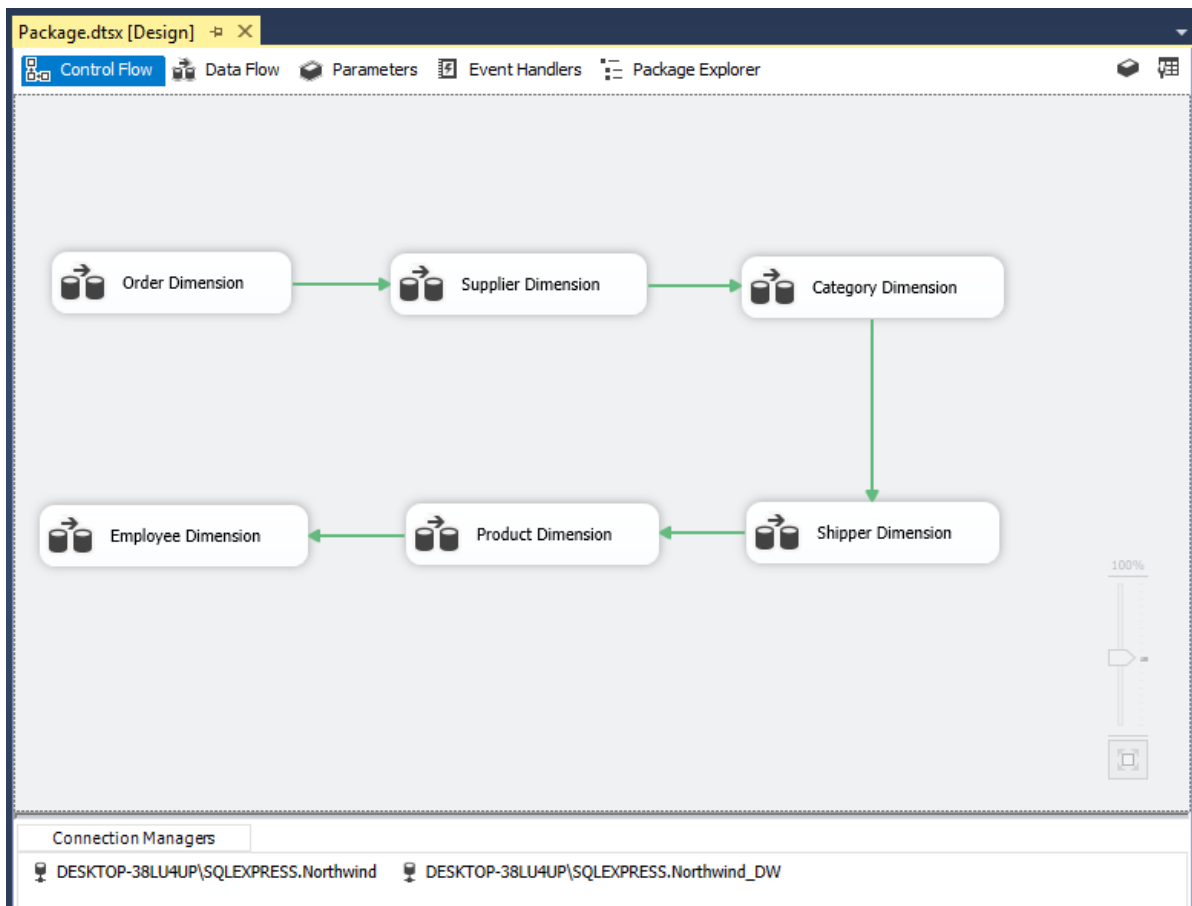 Package.dtsx [Design]
Control Flow Data Flow Parameters Event Handlers Package Explorer
Order Dimension Supplier Dimension Category Dimension
Employee Dimension Product Dimension Shipper Dimension
100%
Connection Managers
DESKTOP-38LU4UP\SQLEXPRESS.Northwind DESKTOP-38LU4UP\SQLEXPRESS.Northwind_DW